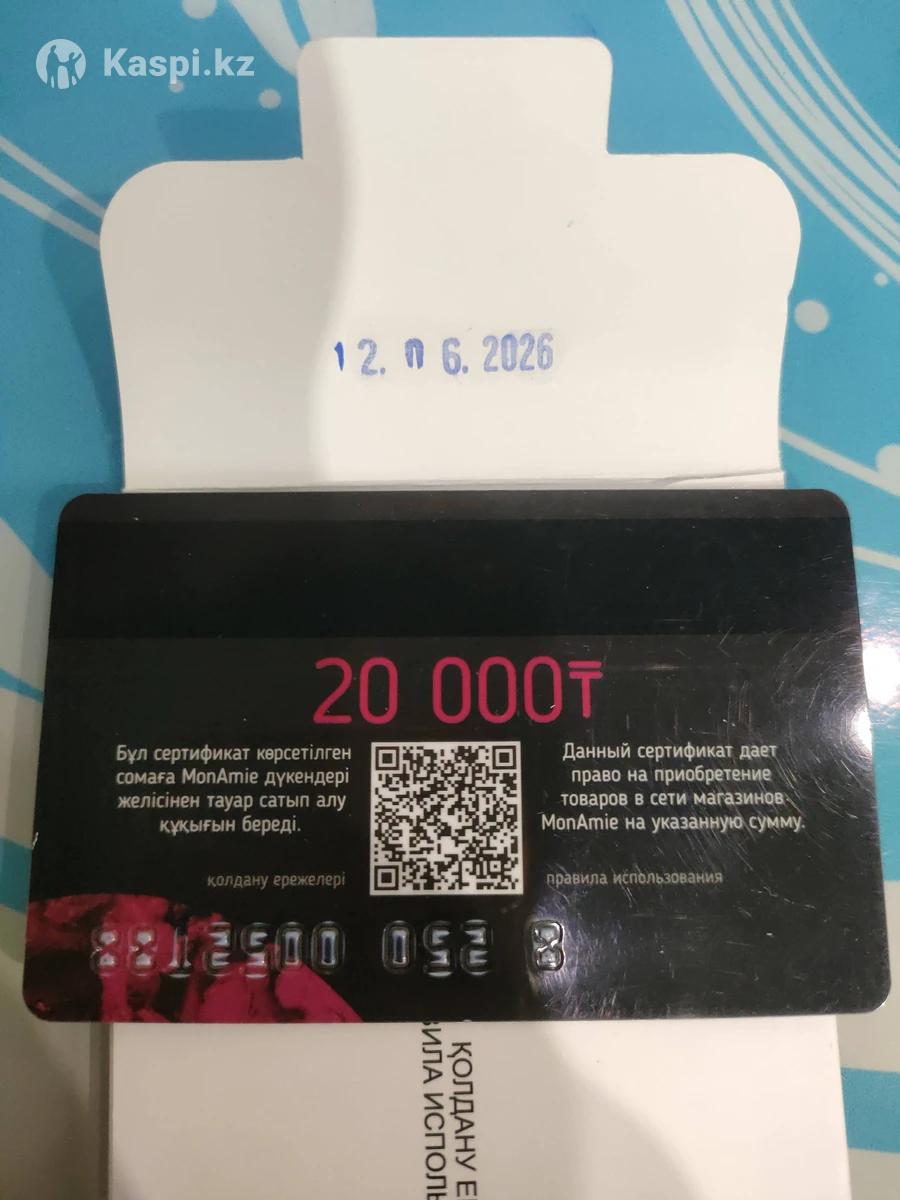 Kaspi.kz
12. 06. 2026
20 000₸
Бұл сертификат көрсетілген
сомаға MonAmie дүкендері
желісінен тауар сатып алу
құқығын береді.
қолдану ережелері
Данный сертификат дает
право на приобретение
товаров в сети магазинов
MonAmie на указанную сумму.
правила использования
ҚОЛДАНУ